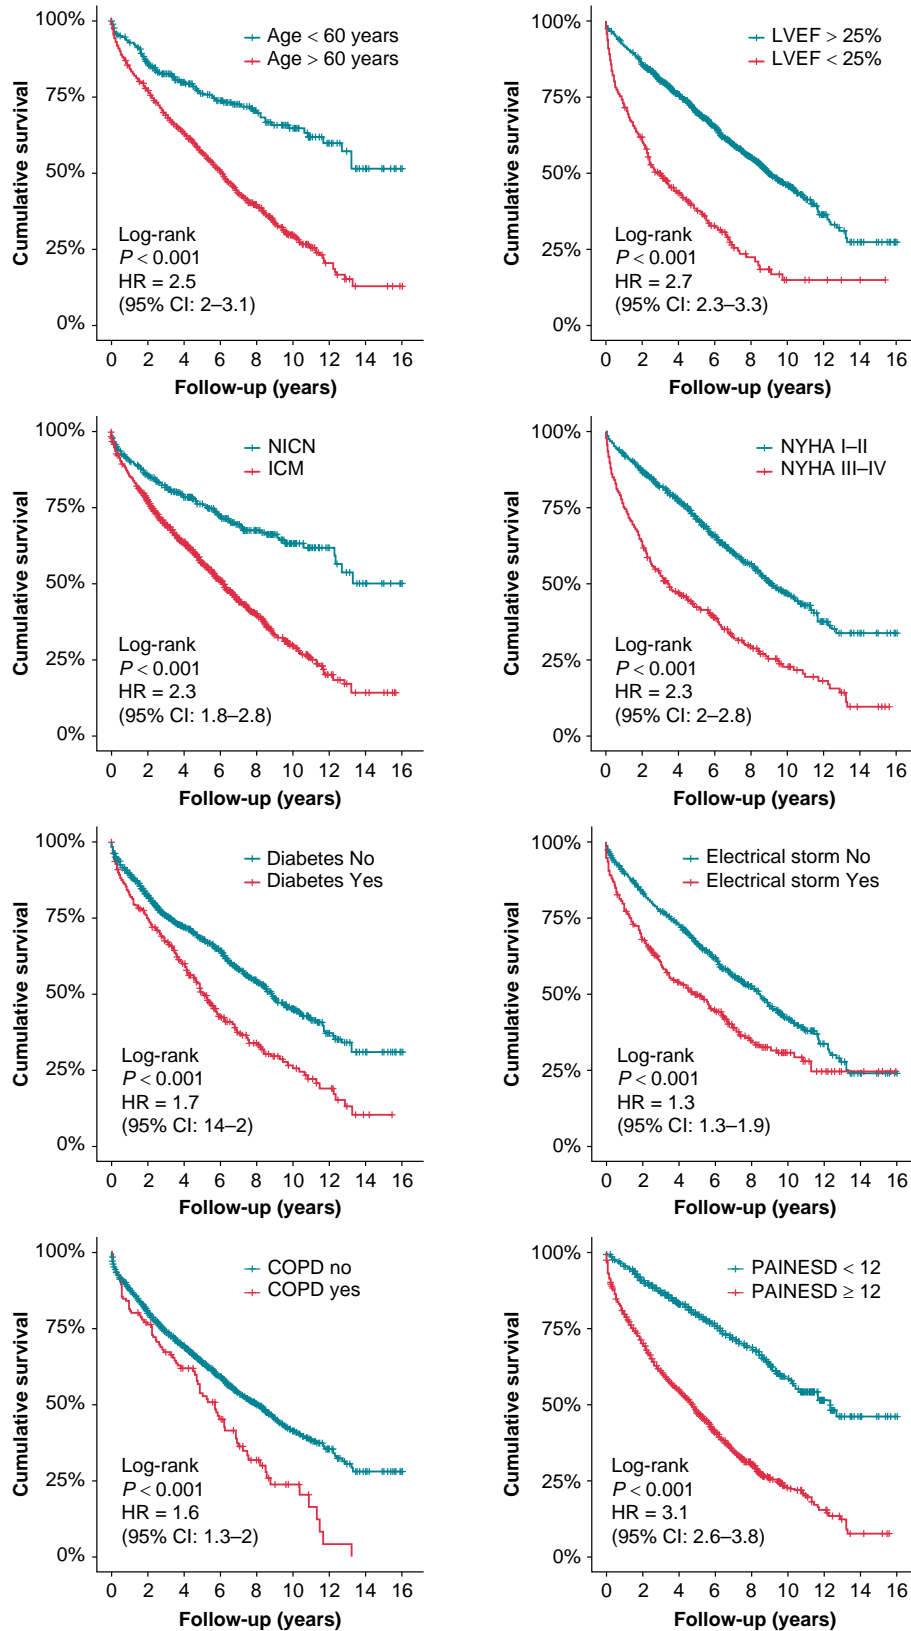 100%
75%
50%
25%
0%
Cumulative survival
Age < 60 years
Age > 60 years
Log-rank
P < 0.001
HR = 2.5
(95% CI: 2–3.1)
0 2 4 6 8 10 12 14 16
Follow-up (years)
100%
75%
50%
25%
0%
Cumulative survival
LVEF > 25%
LVEF < 25%
Log-rank
P < 0.001
HR = 2.7
(95% CI: 2.3–3.3)
0 2 4 6 8 10 12 14 16
Follow-up (years)
100%
75%
50%
25%
0%
Cumulative survival
NICN
ICM
Log-rank
P < 0.001
HR = 2.3
(95% CI: 1.8–2.8)
0 2 4 6 8 10 12 14 16
Follow-up (years)
100%
75%
50%
25%
0%
Cumulative survival
NYHA I–II
NYHA III–IV
Log-rank
P < 0.001
HR = 2.3
(95% CI: 2–2.8)
0 2 4 6 8 10 12 14 16
Follow-up (years)
100%
75%
50%
25%
0%
Cumulative survival
Diabetes No
Diabetes Yes
Log-rank
P < 0.001
HR = 1.7
(95% CI: 14–2)
0 2 4 6 8 10 12 14 16
Follow-up (years)
100%
75%
50%
25%
0%
Cumulative survival
Electrical storm No
Electrical storm Yes
Log-rank
P < 0.001
HR = 1.3
(95% CI: 1.3–1.9)
0 2 4 6 8 10 12 14 16
Follow-up (years)
100%
75%
50%
25%
0%
Cumulative survival
COPD no
COPD yes
Log-rank
P < 0.001
HR = 1.6
(95% CI: 1.3–2)
0 2 4 6 8 10 12 14 16
Follow-up (years)
100%
75%
50%
25%
0%
Cumulative survival
PAINESD < 12
PAINESD ≥ 12
Log-rank
P < 0.001
HR = 3.1
(95% CI: 2.6–3.8)
0 2 4 6 8 10 12 14 16
Follow-up (years)